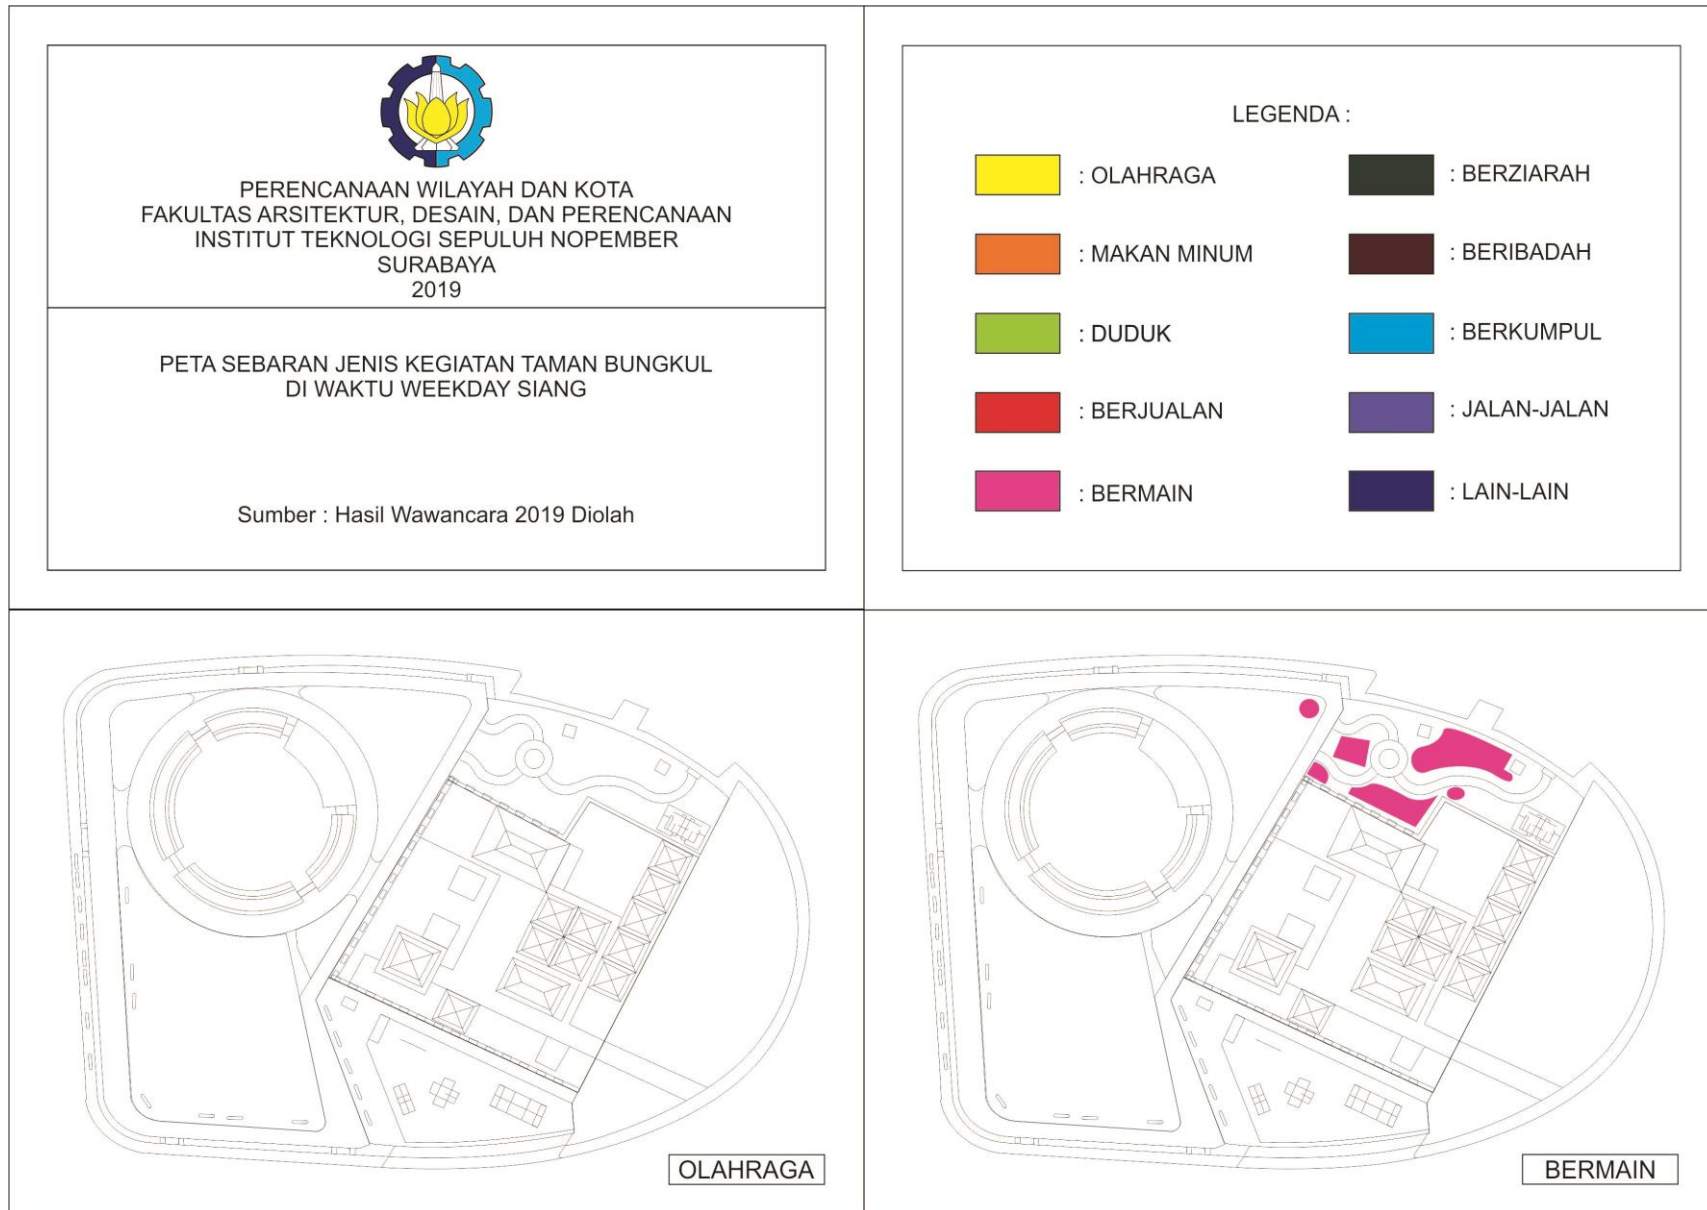 PERENCANAAN WILAYAH DAN KOTA
FAKULTAS ARSITEKTUR, DESAIN, DAN PERENCANAAN
INSTITUT TEKNOLOGI SEPULUH NOPEMBER
SURABAYA
2019
PETA SEBARAN JENIS KEGIATAN TAMAN BUNGKUL
DI WAKTU WEEKDAY SIANG
Sumber : Hasil Wawancara 2019 Diolah
LEGENDA :
: OLAHRAGA
: MAKAN MINUM
: DUDUK
: BERJUALAN
: BERMAIN
: BERZIARAH
: BERIBADAH
: BERKUMPUL
: JALAN-JALAN
: LAIN-LAIN
OLAHRAGA
BERMAIN